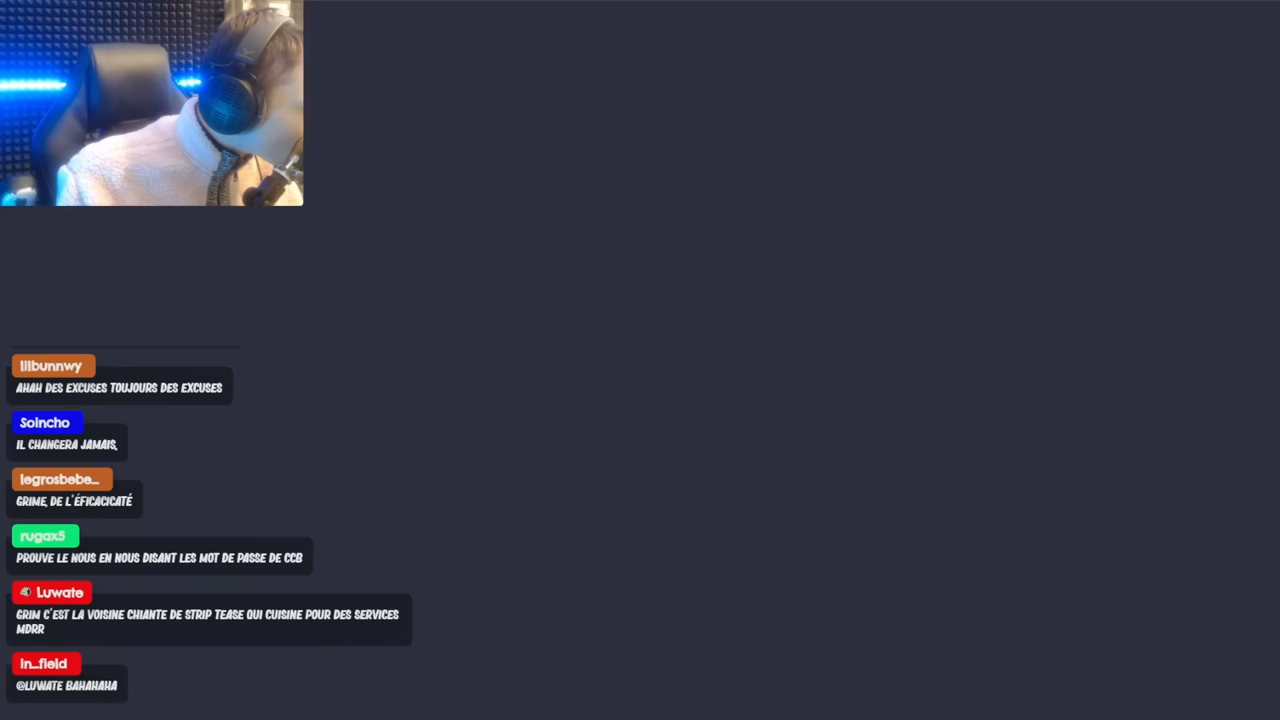 lilbunnwy
AHAH DES EXCUSES TOUJOURS DES EXCUSES
Soincho
IL CHANGERA JAMAIS,
legrosbebe...
GRIME, DE L'ÉFICACICATÉ
rugax5
PROUVE LE NOUS EN NOUS DISANT LES MOT DE PASSE DE CCB
Luwate
GRIM C'EST LA VOISINE CHIANTE DE STRIP TEASE QUI CUISINE POUR DES SERVICES
MDRR
in_field
@LUWATE BAHAHAHA